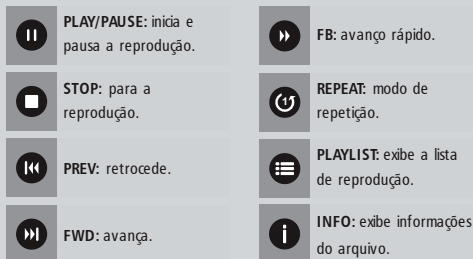 PLAY/PAUSE: inicia e
pausa a reprodução.
STOP: para a
reprodução.
PREV: retrocede.
FWD: avança.
FB: avanço rápido.
REPEAT: modo de
repetição.
PLAYLIST: exibe a lista
de reprodução.
INFO: exibe informações
do arquivo.